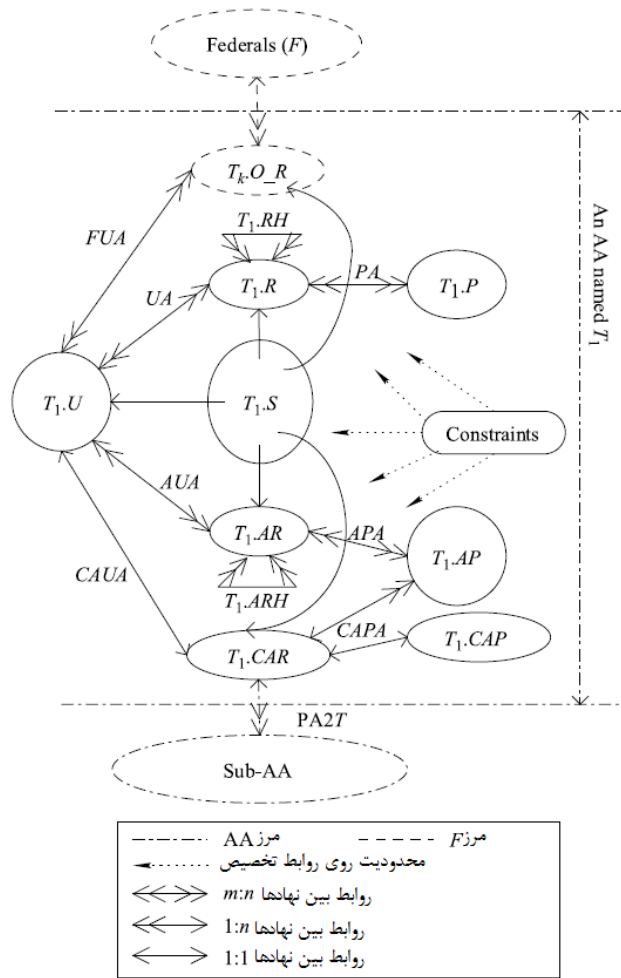 Federals (F)
Tk.O_R
T1.RH
FUA
UA
T1.R
PA
T1.P
An AA named T1
T1.U
T1.S
Constraints
AUA
T1.AR
APA
T1.AP
CAUA
T1.ARH
CAPA
T1.CAR
T1.CAP
PA2T
Sub-AA
مرز AA
مرز F
محدودیت روی روابط تخصیص
روابط بین نهادها m:n
روابط بین نهادها 1:n
روابط بین نهادها 1:1